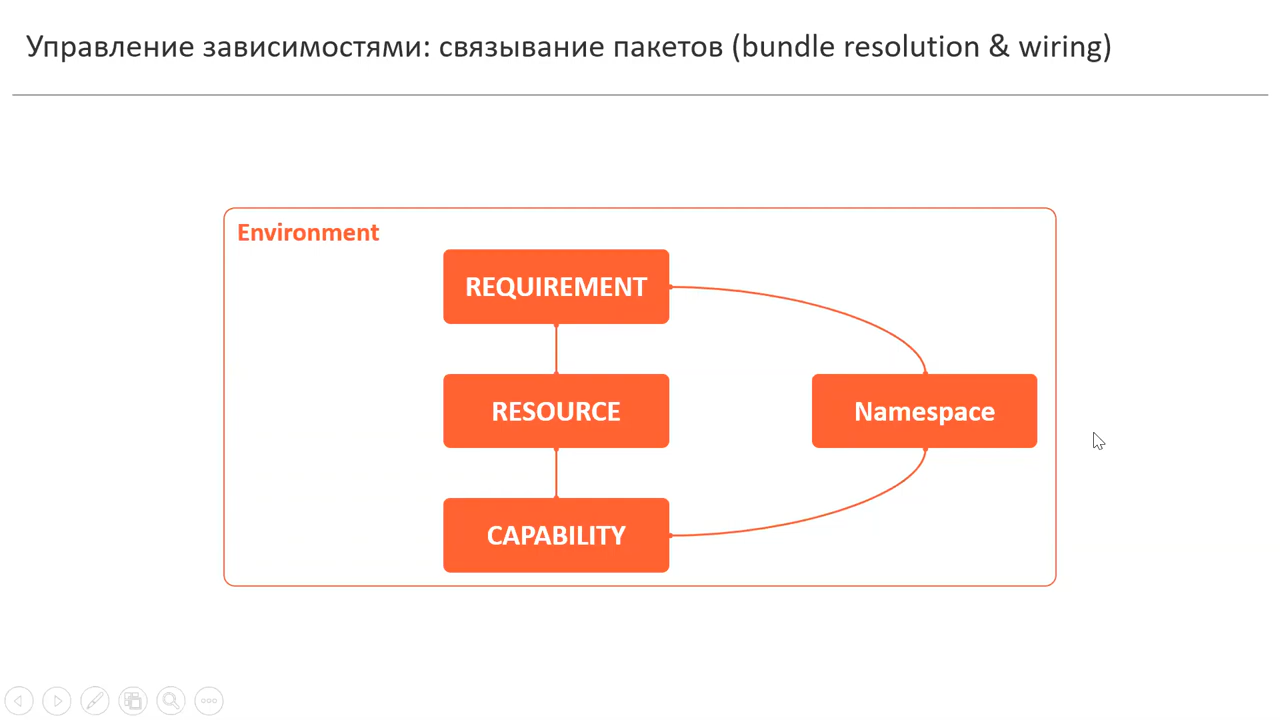 Управление зависимостями: связывание пакетов (bundle resolution & wiring)
Environment
REQUIREMENT
RESOURCE
Namespace
CAPABILITY